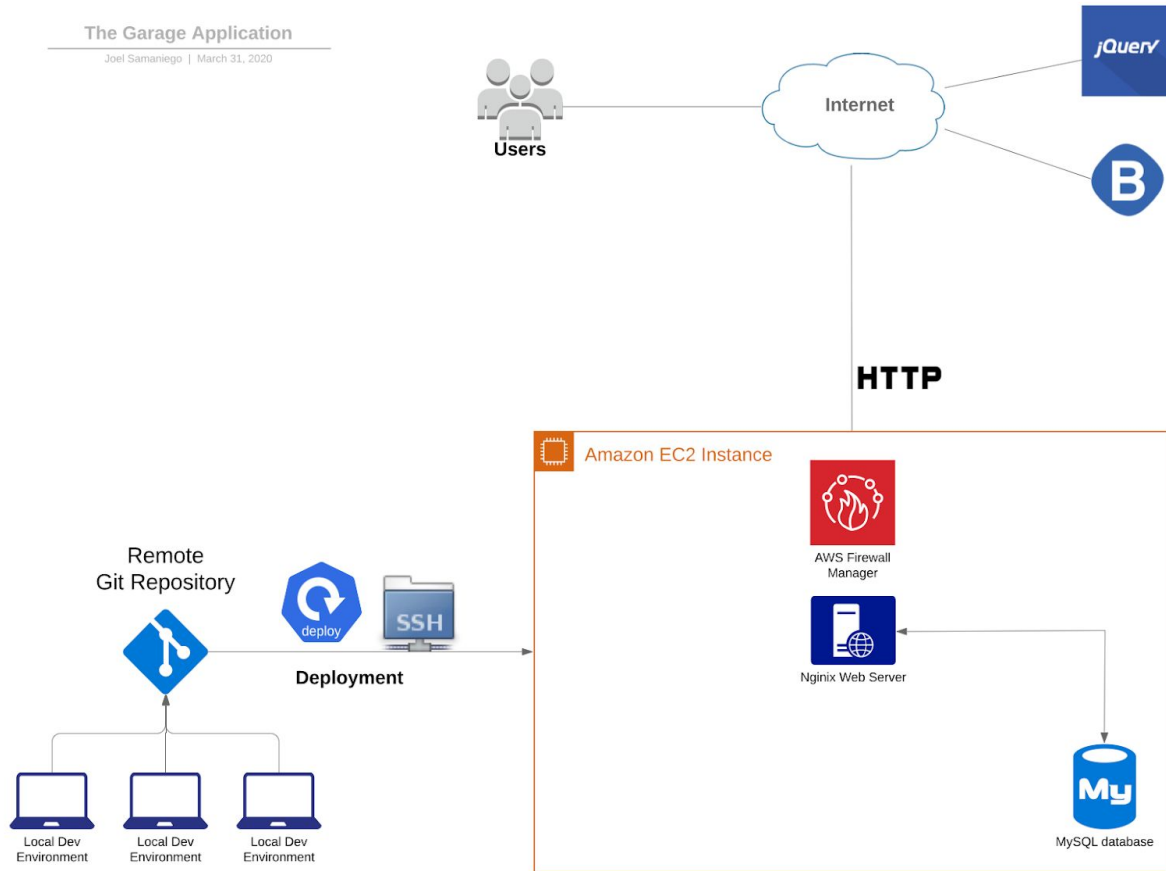 The Garage Application
Joel Samaniego | March 31, 2020
jQuery
Internet
Users
B
HTTP
Amazon EC2 Instance
AWS Firewall
Manager
Remote
Git Repository
deploy
SSH
Deployment
Nginix Web Server
My
MySQL database
Local Dev
Environment
Local Dev
Environment
Local Dev
Environment